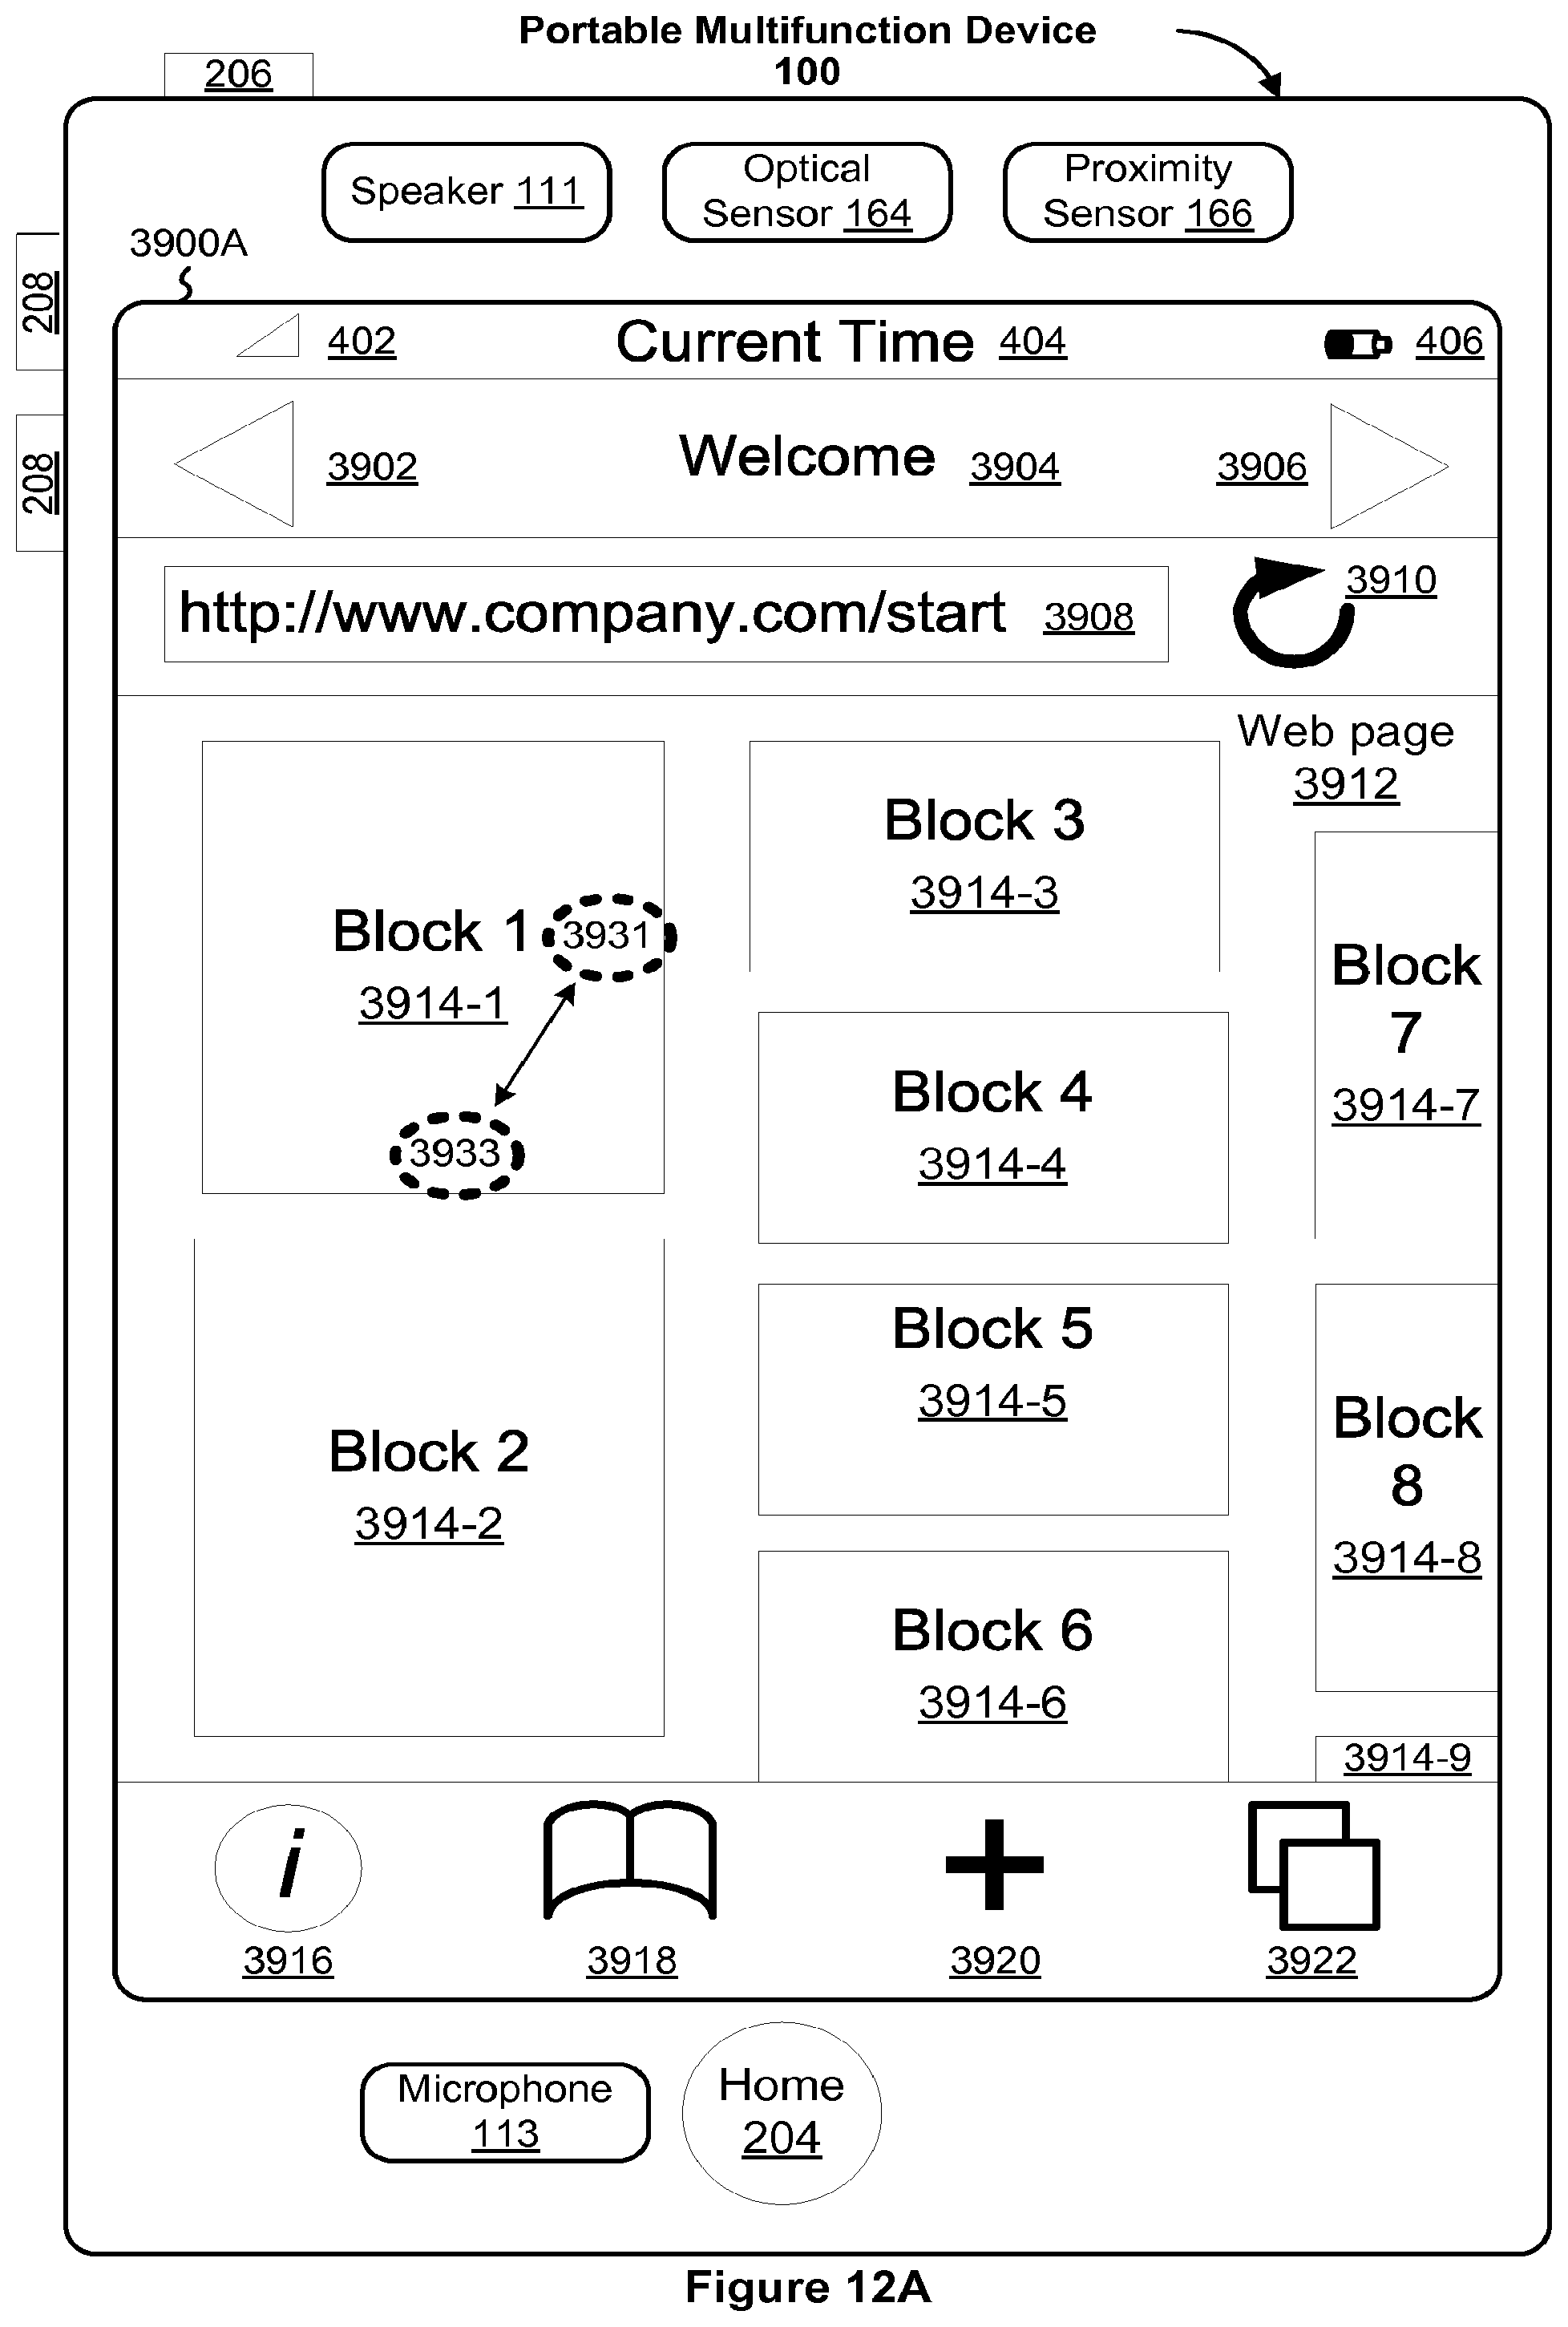 Portable Multifunction Device
100
206
Speaker 111
Optical
Sensor 164
Proximity
Sensor 166
3900A
208
208
402
Current Time 404
406
3902
Welcome 3904
3906
http://www.company.com/start 3908
3910
Web page
3912
Block 1
3914-1
3931
3933
Block 2
3914-2
Block 3
3914-3
Block 4
3914-4
Block 5
3914-5
Block 6
3914-6
Block
7
3914-7
Block
8
3914-8
3914-9
i
3916
3918
3920
3922
Microphone
113
Home
204
Figure 12A